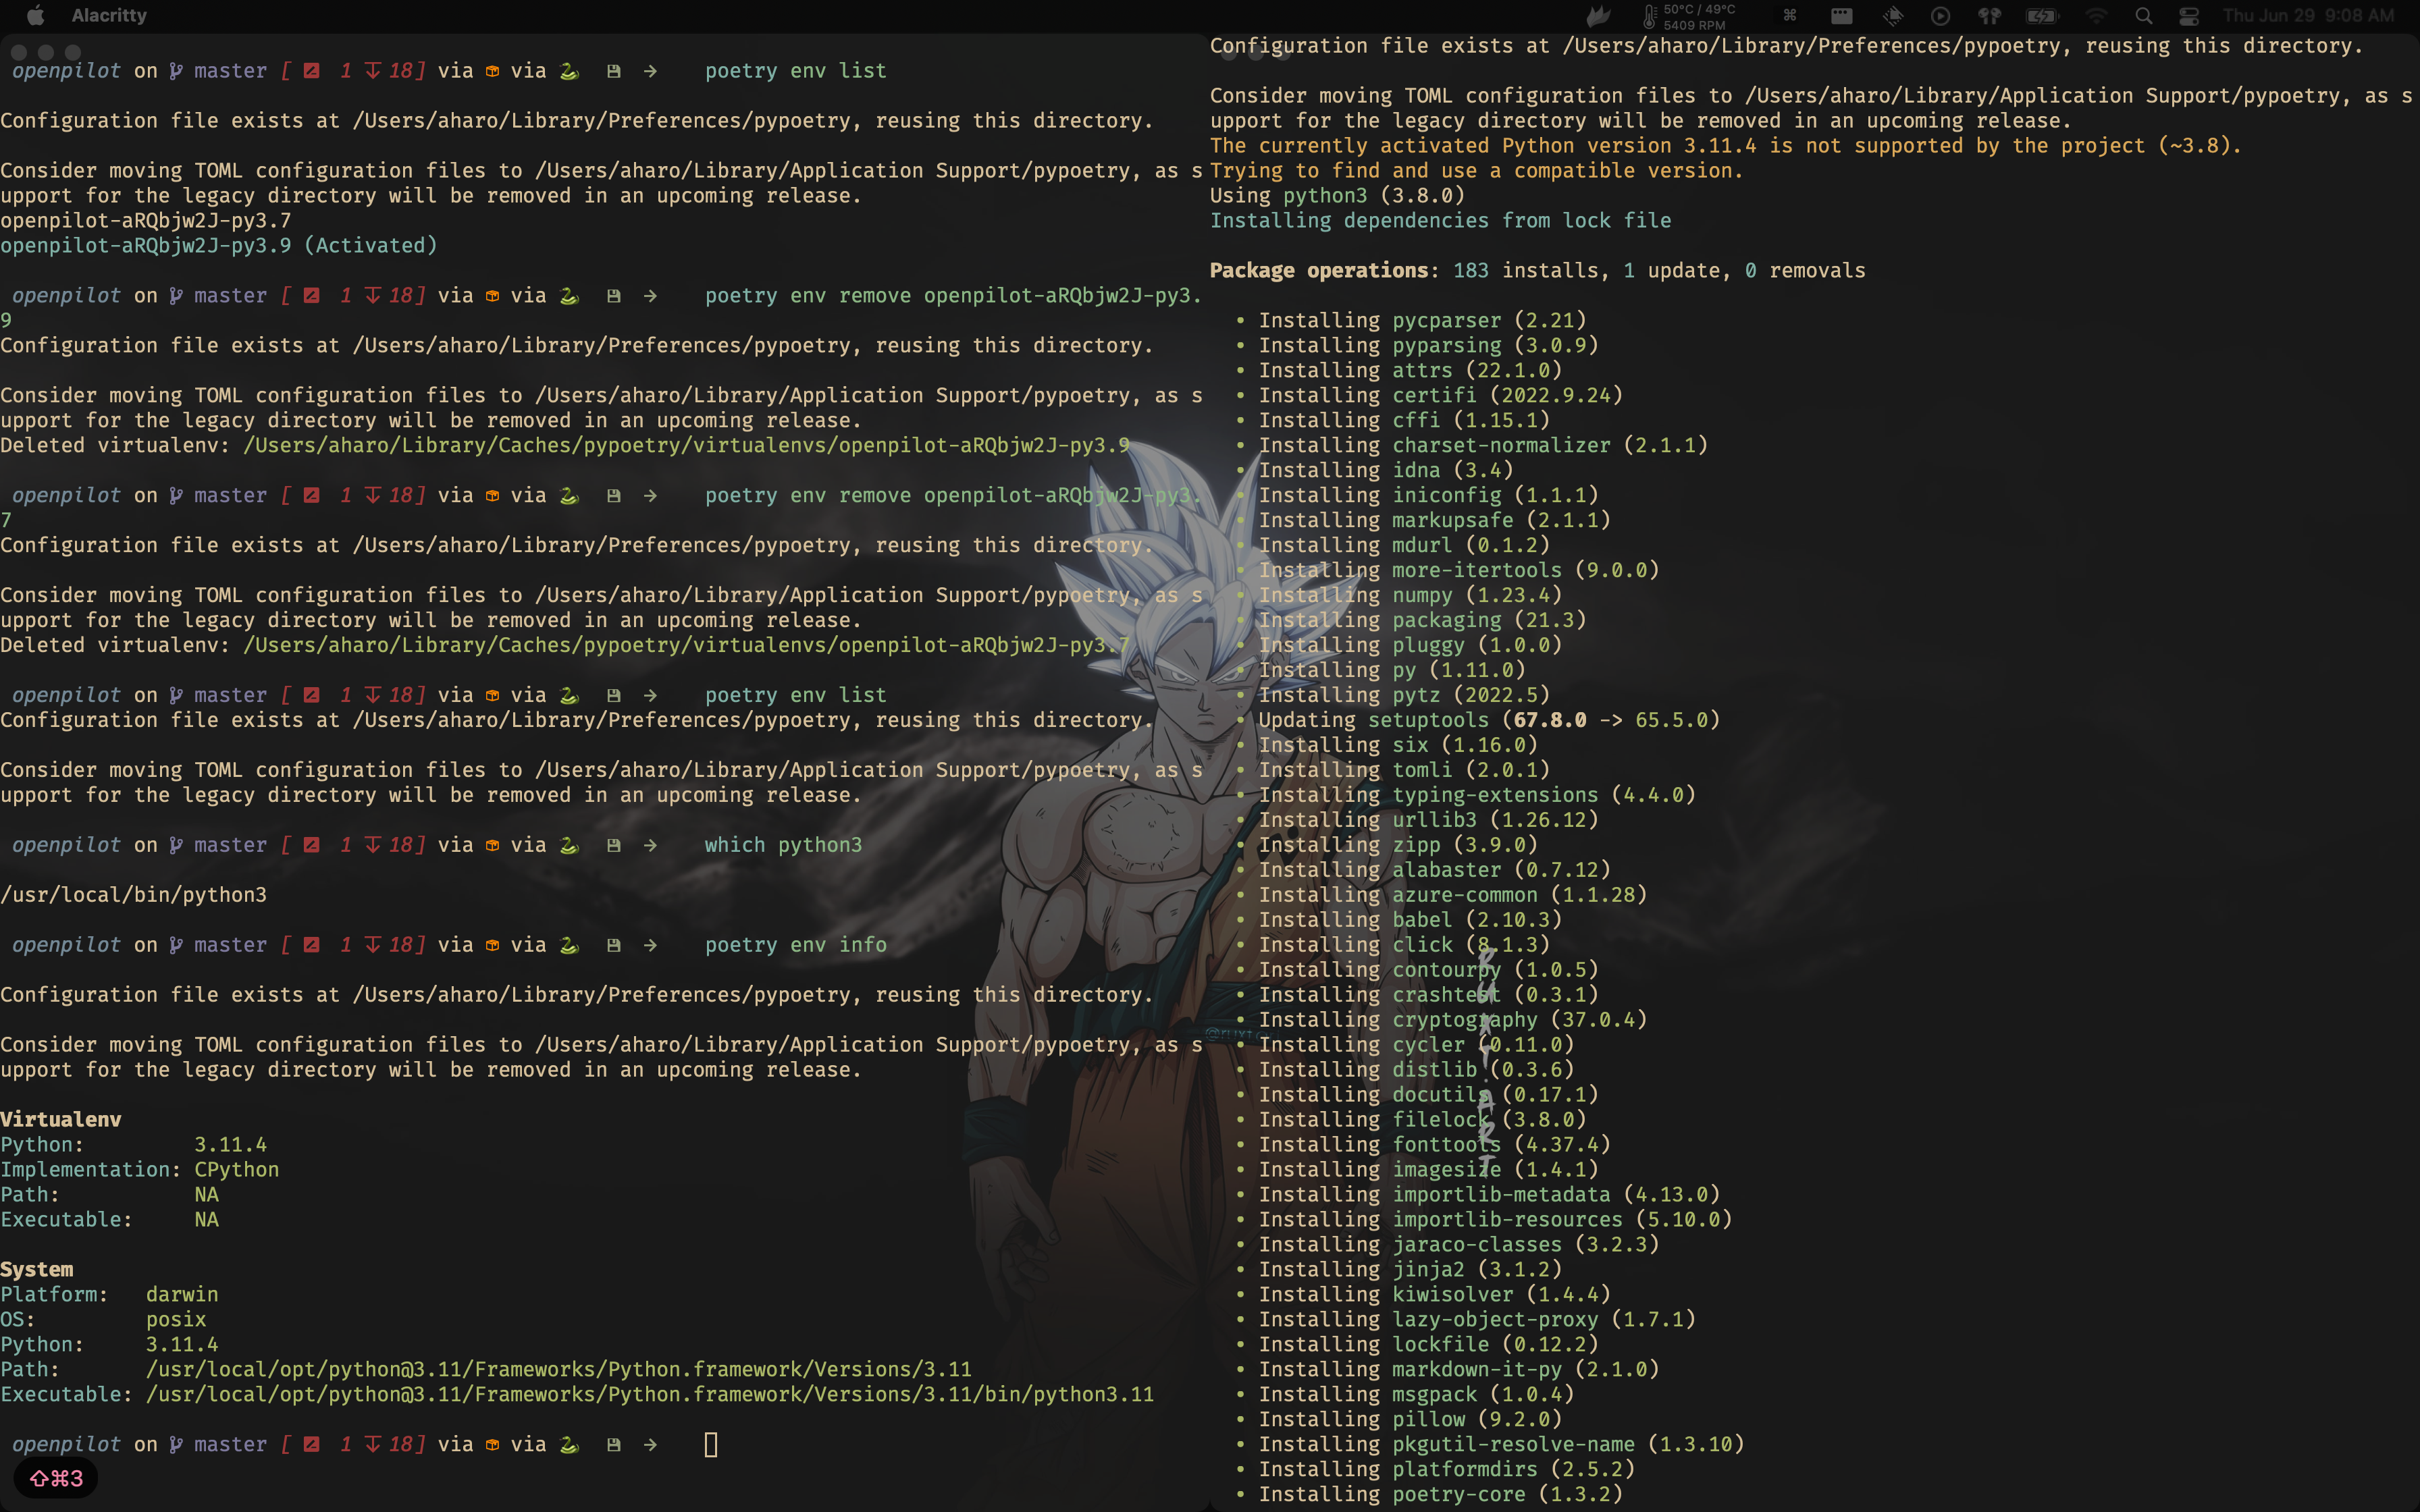 Alacritty
50°C / 49°C
5409 RPM
Thu Jun 29 9:08 AM
openpilot on master [ 1 18] via via → poetry env list
Configuration file exists at /Users/aharo/Library/Preferences/pypoetry, reusing this directory.
Consider moving TOML configuration files to /Users/aharo/Library/Application Support/pypoetry, as s
upport for the legacy directory will be removed in an upcoming release.
openpilot-aRQbjw2J-py3.7
openpilot-aRQbjw2J-py3.9 (Activated)
openpilot on master [ 1 18] via via → poetry env remove openpilot-aRQbjw2J-py3.
9
Configuration file exists at /Users/aharo/Library/Preferences/pypoetry, reusing this directory.
Consider moving TOML configuration files to /Users/aharo/Library/Application Support/pypoetry, as s
upport for the legacy directory will be removed in an upcoming release.
Deleted virtualenv: /Users/aharo/Library/Caches/pypoetry/virtualenvs/openpilot-aRQbjw2J-py3.9
openpilot on master [ 1 18] via via → poetry env remove openpilot-aRQbjw2J-py3.
7
Configuration file exists at /Users/aharo/Library/Preferences/pypoetry, reusing this directory.
Consider moving TOML configuration files to /Users/aharo/Library/Application Support/pypoetry, as s
upport for the legacy directory will be removed in an upcoming release.
Deleted virtualenv: /Users/aharo/Library/Caches/pypoetry/virtualenvs/openpilot-aRQbjw2J-py3.7
openpilot on master [ 1 18] via via → poetry env list
Configuration file exists at /Users/aharo/Library/Preferences/pypoetry, reusing this directory.
Consider moving TOML configuration files to /Users/aharo/Library/Application Support/pypoetry, as s
upport for the legacy directory will be removed in an upcoming release.
openpilot on master [ 1 18] via via → which python3
/usr/local/bin/python3
openpilot on master [ 1 18] via via → poetry env info
Configuration file exists at /Users/aharo/Library/Preferences/pypoetry, reusing this directory.
Consider moving TOML configuration files to /Users/aharo/Library/Application Support/pypoetry, as s
upport for the legacy directory will be removed in an upcoming release.
Virtualenv
Python: 3.11.4
Implementation: CPython
Path: NA
Executable: NA
System
Platform: darwin
OS: posix
Python: 3.11.4
Path: /usr/local/opt/python@3.11/Frameworks/Python.framework/Versions/3.11
Executable: /usr/local/opt/python@3.11/Frameworks/Python.framework/Versions/3.11/bin/python3.11
openpilot on master [ 1 18] via via →
⇧⌘3
Configuration file exists at /Users/aharo/Library/Preferences/pypoetry, reusing this directory.
Consider moving TOML configuration files to /Users/aharo/Library/Application Support/pypoetry, as s
upport for the legacy directory will be removed in an upcoming release.
The currently activated Python version 3.11.4 is not supported by the project (~3.8).
Trying to find and use a compatible version.
Using python3 (3.8.0)
Installing dependencies from lock file
Package operations: 183 installs, 1 update, 0 removals
• Installing pycparser (2.21)
• Installing pyparsing (3.0.9)
• Installing attrs (22.1.0)
• Installing certifi (2022.9.24)
• Installing cffi (1.15.1)
• Installing charset-normalizer (2.1.1)
• Installing idna (3.4)
• Installing iniconfig (1.1.1)
• Installing markupsafe (2.1.1)
• Installing mdurl (0.1.2)
• Installing more-itertools (9.0.0)
• Installing numpy (1.23.4)
• Installing packaging (21.3)
• Installing pluggy (1.0.0)
• Installing py (1.11.0)
• Installing pytz (2022.5)
• Updating setuptools (67.8.0 -> 65.5.0)
• Installing six (1.16.0)
• Installing tomli (2.0.1)
• Installing typing-extensions (4.4.0)
• Installing urllib3 (1.26.12)
• Installing zipp (3.9.0)
• Installing alabaster (0.7.12)
• Installing azure-common (1.1.28)
• Installing babel (2.10.3)
• Installing click (8.1.3)
• Installing contourpy (1.0.5)
• Installing crashtest (0.3.1)
• Installing cryptography (37.0.4)
• Installing cycler (0.11.0)
• Installing distlib (0.3.6)
• Installing docutils (0.17.1)
• Installing filelock (3.8.0)
• Installing fonttools (4.37.4)
• Installing imagesize (1.4.1)
• Installing importlib-metadata (4.13.0)
• Installing importlib-resources (5.10.0)
• Installing jaraco-classes (3.2.3)
• Installing jinja2 (3.1.2)
• Installing kiwisolver (1.4.4)
• Installing lazy-object-proxy (1.7.1)
• Installing lockfile (0.12.2)
• Installing markdown-it-py (2.1.0)
• Installing msgpack (1.0.4)
• Installing pillow (9.2.0)
• Installing pkgutil-resolve-name (1.3.10)
• Installing platformdirs (2.5.2)
• Installing poetry-core (1.3.2)